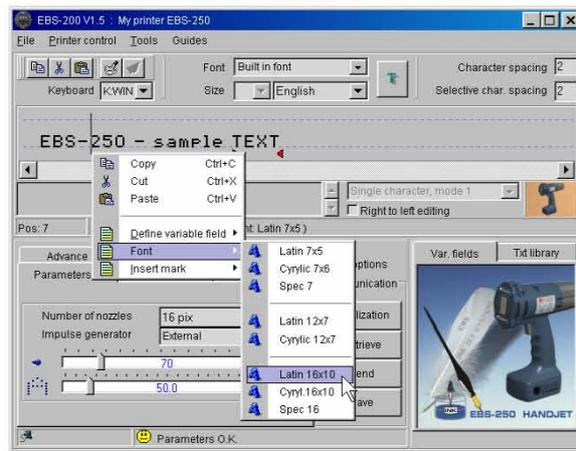 EBS-200 V1.5 : My printer EBS-250
File Printer control Tools Guides
Font Built in font Character spacing 2
Keyboard K:WIN Size English Selective char. spacing 2
EBS-250 - sample TEXT
Copy Ctrl+C
Cut Ctrl+X
Paste Ctrl+V
Define variable field
Font
Insert mark
Single character, mode 1
Right to left editing
Pos: 7 nt: Latin 7x5 )
Latin 7x5
Cyrylic 7x6
Spec 7
Latin 12x7
Cyrylic 12x7
Latin 16x10
Cyryl.16x10
Spec 16
Advance ptions
Parameters unication
Number of nozzles 16 pix lization
Impulse generator External trieve
70 end
50.0 ave
Var. fields Txt library
EBS
INK EBS-250 HANDJET
Parameters O.K.